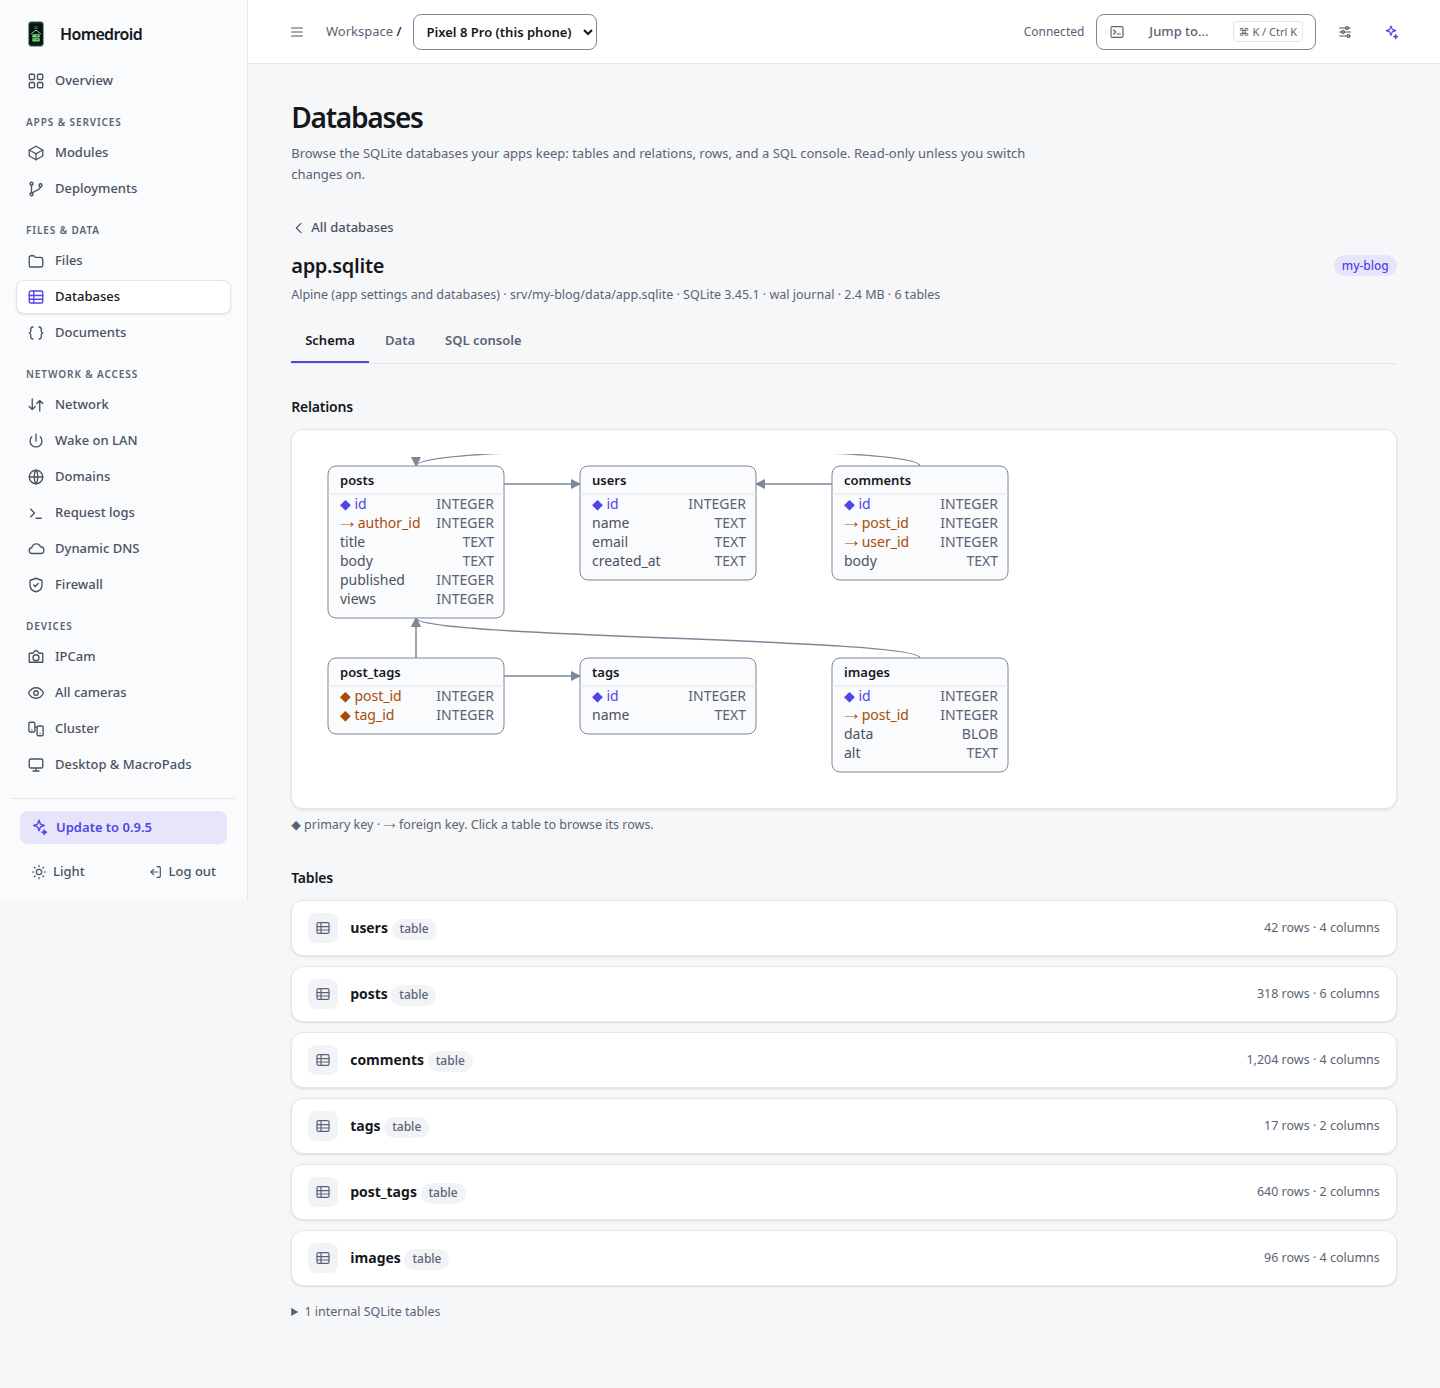 Homedroid
Overview
APPS & SERVICES
Modules
Deployments
FILES & DATA
Files
Databases
Documents
NETWORK & ACCESS
Network
Wake on LAN
Domains
Request logs
Dynamic DNS
Firewall
DEVICES
IPCam
All cameras
Cluster
Desktop & MacroPads
Update to 0.9.5
Light Log out
Workspace / Pixel 8 Pro (this phone) Connected Jump to... ⌘ K / Ctrl K
Databases
Browse the SQLite databases your apps keep: tables and relations, rows, and a SQL console. Read-only unless you switch
changes on.
All databases
app.sqlite my-blog
Alpine (app settings and databases) · srv/my-blog/data/app.sqlite · SQLite 3.45.1 · wal journal · 2.4 MB · 6 tables
Schema Data SQL console
Relations
posts
◆ id INTEGER
→ author_id INTEGER
title TEXT
body TEXT
published INTEGER
views INTEGER
users
◆ id INTEGER
name TEXT
email TEXT
created_at TEXT
comments
◆ id INTEGER
→ post_id INTEGER
→ user_id INTEGER
body TEXT
post_tags
◆ post_id INTEGER
◆ tag_id INTEGER
tags
◆ id INTEGER
name TEXT
images
◆ id INTEGER
→ post_id INTEGER
data BLOB
alt TEXT
◆ primary key · → foreign key. Click a table to browse its rows.
Tables
users table 42 rows · 4 columns
posts table 318 rows · 6 columns
comments table 1,204 rows · 4 columns
tags table 17 rows · 2 columns
post_tags table 640 rows · 2 columns
images table 96 rows · 4 columns
▶ 1 internal SQLite tables